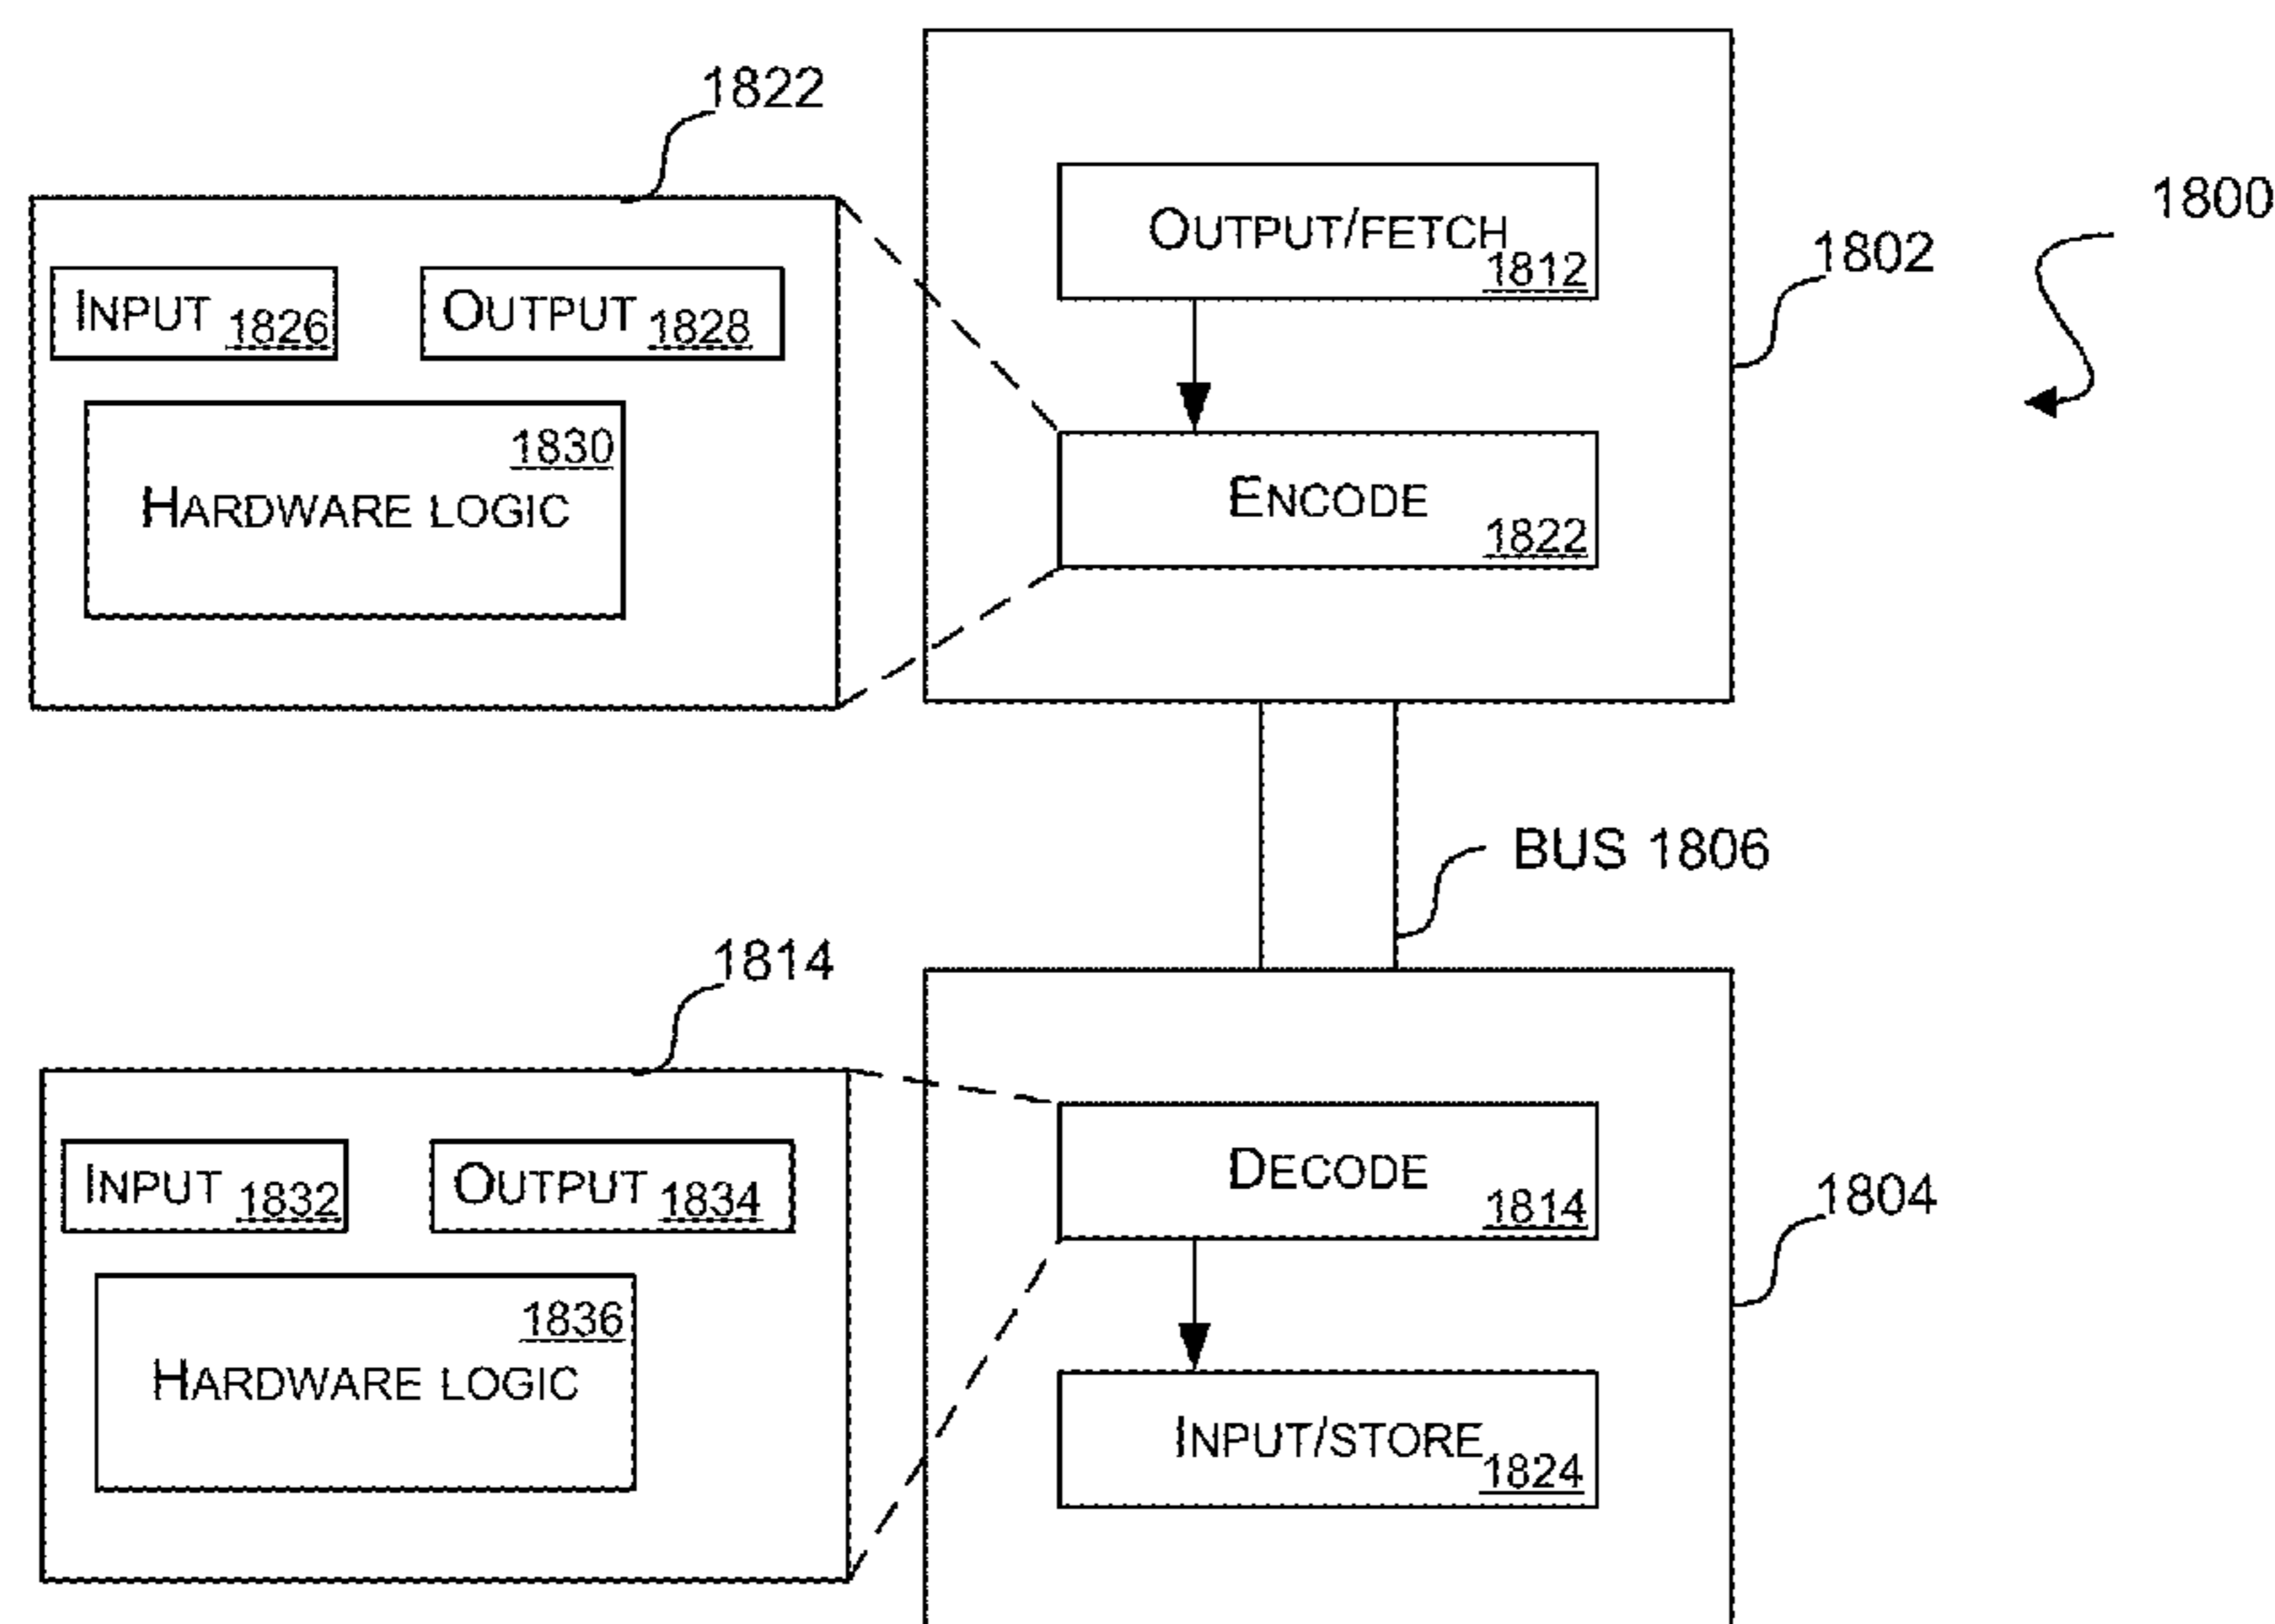 1822
1800
1802
OUTPUT/FETCH
1812
INPUT 1826
OUTPUT 1828
1830
HARDWARE LOGIC
ENCODE
1822
BUS 1806
1814
1804
DECODE
1814
INPUT 1832
OUTPUT 1834
1836
HARDWARE LOGIC
INPUT/STORE
1824